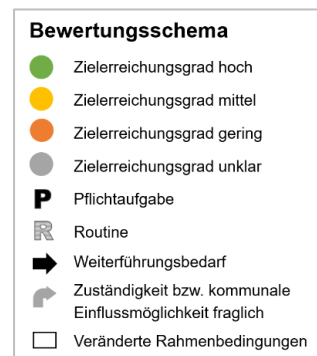 Bewertungsschema
Zielerreichungsgrad hoch
Zielerreichungsgrad mittel
Zielerreichungsgrad gering
Zielerreichungsgrad unklar
P Pflichtaufgabe
R Routine
Weiterführungsbedarf
Zuständigkeit bzw. kommunale
Einflussmöglichkeit fraglich
Veränderte Rahmenbedingungen